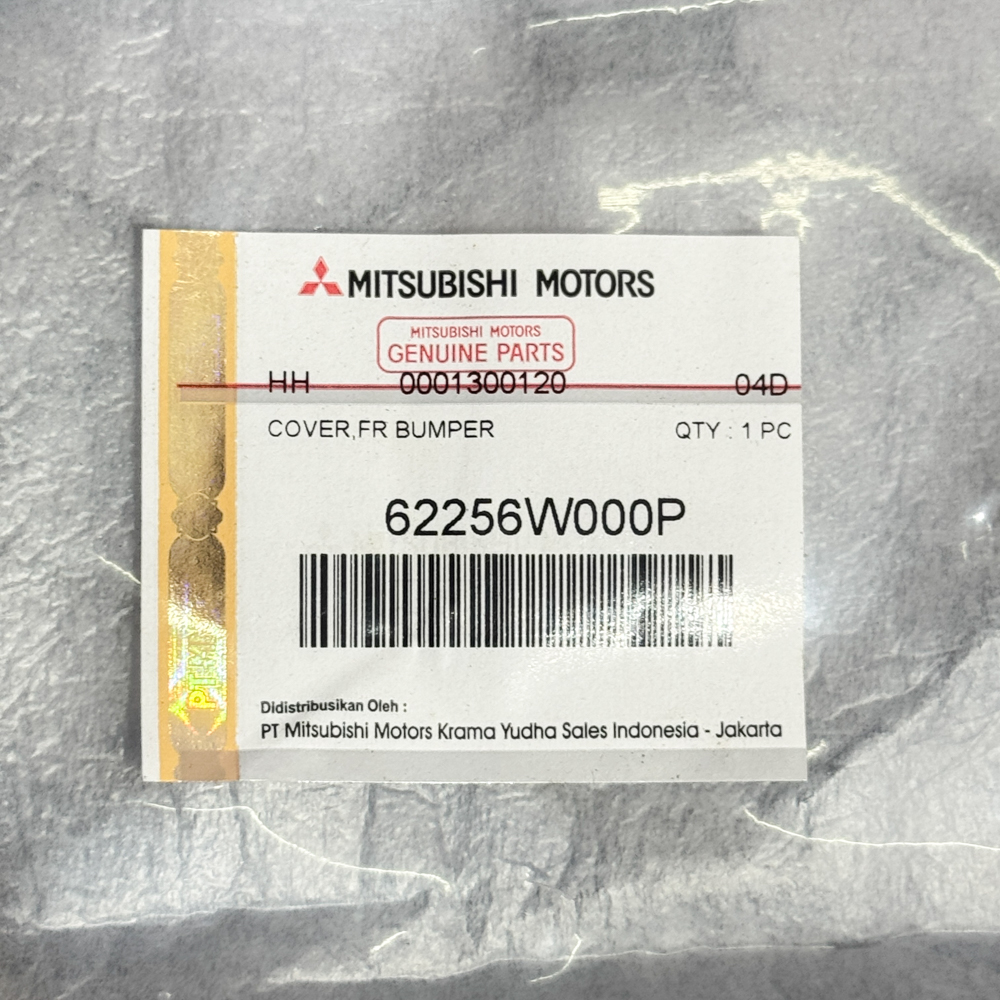 MITSUBISHI MOTORS
MITSUBISHI MOTORS
GENUINE PARTS
HH 0001300120 04D
COVER,FR BUMPER QTY : 1 PC
62256W000P
Didistribusikan Oleh :
PT Mitsubishi Motors Krama Yudha Sales Indonesia - Jakarta